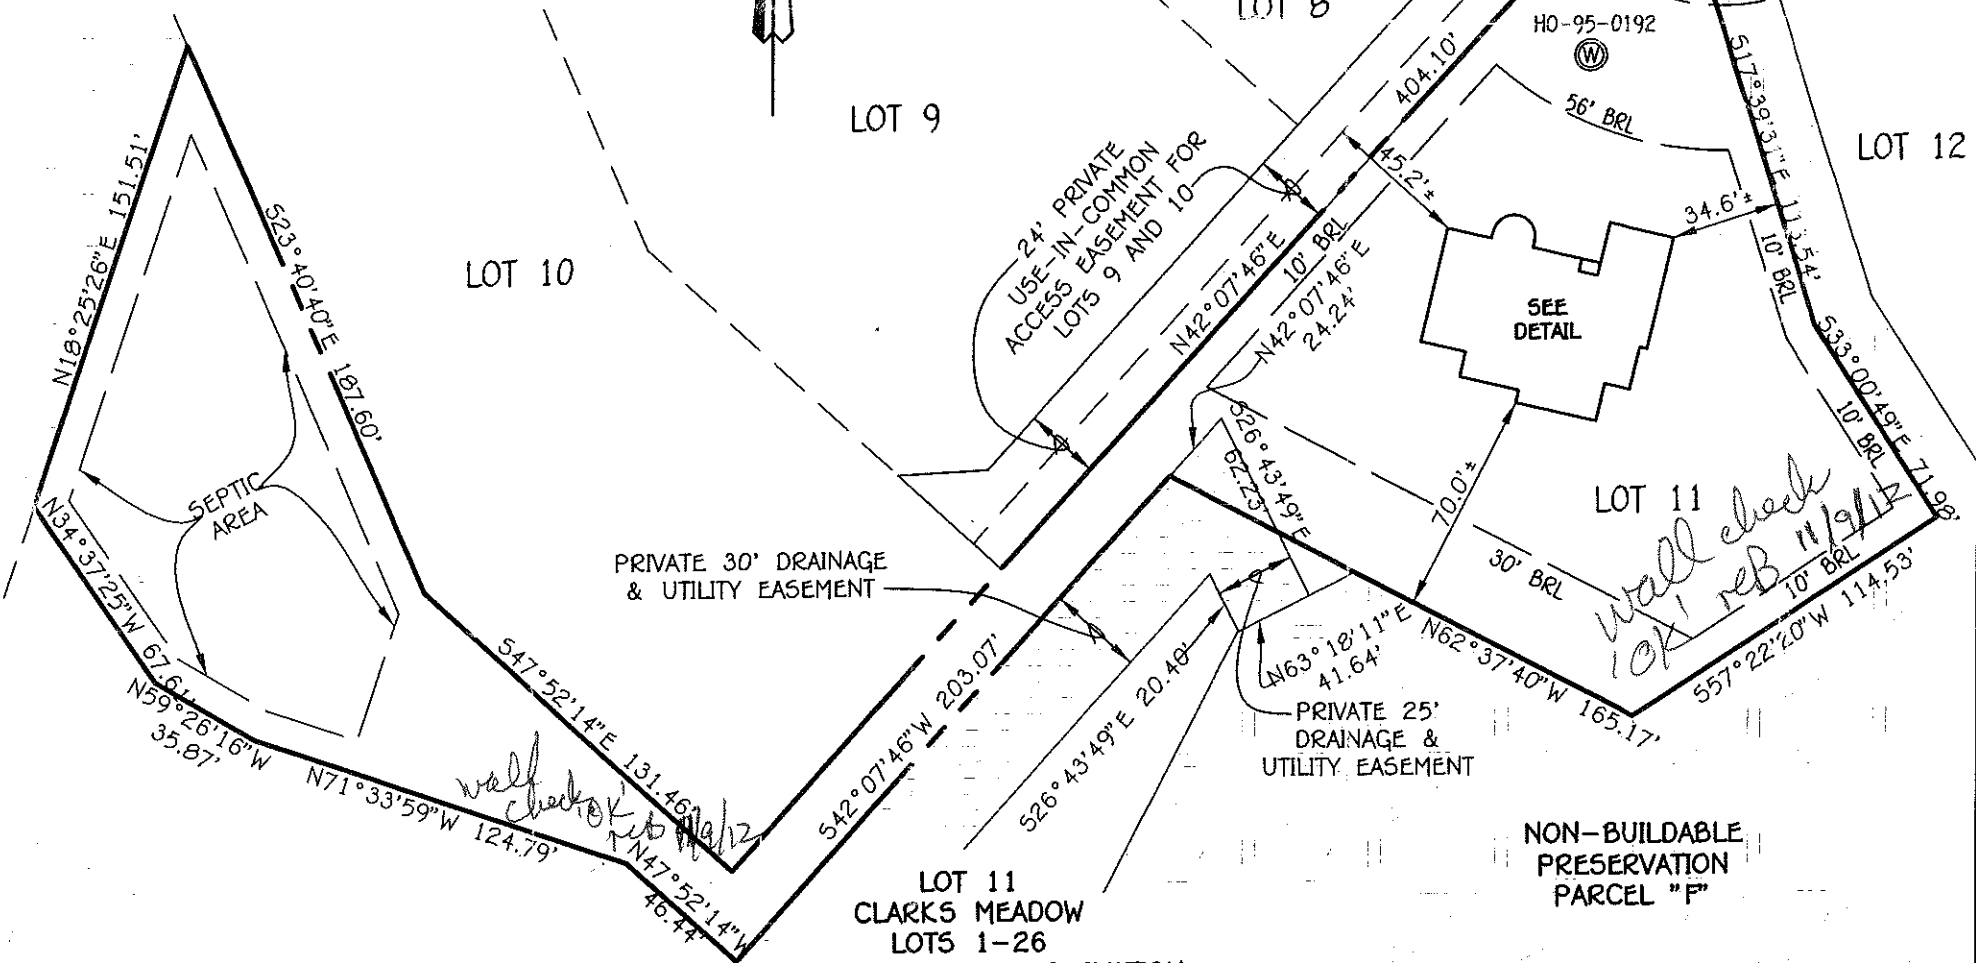 LOT 8
HO-95-0192
W
LOT 9
404.10'
56' BRL
S17°39'31"E 113.54'
LOT 12
24' PRIVATE
USE-IN-COMMON
ACCESS EASEMENT FOR
LOTS 9 AND 10
45.2'±
34.6'±
N18°25'26"E 151.51'
S23°40'40"E 187.60'
LOT 10
N42°07'46"E
10' BRL
N42°07'46"E
24.24'
10' BRL
SEE
DETAIL
S33°00'49"E 71.98'
10' BRL
SEPTIC
AREA
S26°43'49"E
62.23'
70.0'±
LOT 11
wall check
OK! reB 11/9/12
10' BRL
30' BRL
N34°37'25"W 67.61'
PRIVATE 30' DRAINAGE
& UTILITY EASEMENT
N63°18'11"E
41.64'
N62°37'40"W 165.17'
S57°22'20"W 114.53'
N59°26'16"W
35.87'
S47°52'14"E 131.46'
S42°07'46"W 203.07'
S26°43'49"E 20.40'
PRIVATE 25'
DRAINAGE &
UTILITY EASEMENT
N71°33'59"W 124.79'
wall
check OK!
reB 11/9/12
N47°52'14"W
46.44'
NON-BUILDABLE
PRESERVATION
PARCEL "F"
LOT 11
CLARKS MEADOW
LOTS 1-26